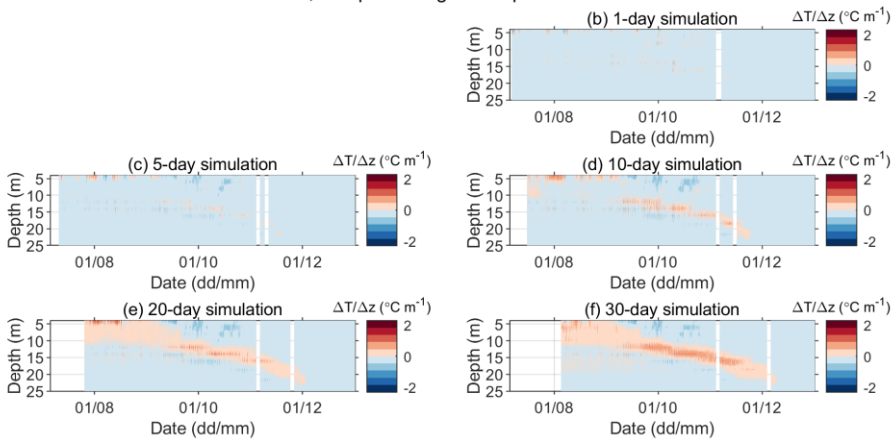 (b) 1-day simulation
ΔT/Δz (°C m⁻¹)
Depth (m)
5
10
15
20
25
01/08
01/10
01/12
Date (dd/mm)
2
0
-2
(c) 5-day simulation
ΔT/Δz (°C m⁻¹)
Depth (m)
5
10
15
20
25
01/08
01/10
01/12
Date (dd/mm)
2
0
-2
(d) 10-day simulation
ΔT/Δz (°C m⁻¹)
Depth (m)
5
10
15
20
25
01/08
01/10
01/12
Date (dd/mm)
2
0
-2
(e) 20-day simulation
ΔT/Δz (°C m⁻¹)
Depth (m)
5
10
15
20
25
01/08
01/10
01/12
Date (dd/mm)
2
0
-2
(f) 30-day simulation
ΔT/Δz (°C m⁻¹)
Depth (m)
5
10
15
20
25
01/08
01/10
01/12
Date (dd/mm)
2
0
-2